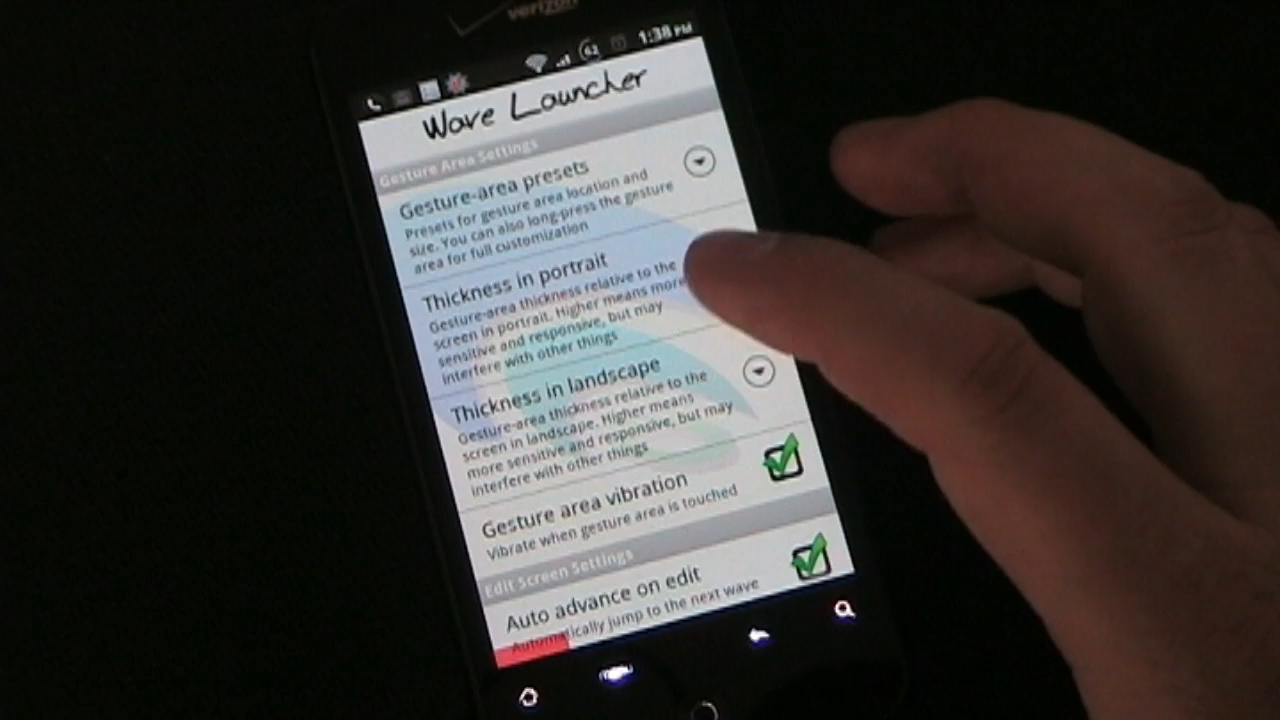 verizon
62 1:38 PM
Wave Launcher
Gesture Area Settings
Gesture-area presets
Presets for gesture area location and
size. You can also long-press the gesture
area for full customization
Thickness in portrait
Gesture-area thickness relative to the
screen in portrait. Higher means more
sensitive and responsive, but may
interfere with other things
Thickness in landscape
Gesture-area thickness relative to the
screen in landscape. Higher means
more sensitive and responsive, but may
interfere with other things
Gesture area vibration
Vibrate when gesture area is touched
Edit Screen Settings
Auto advance on edit
Automatically jump to the next wave
menu